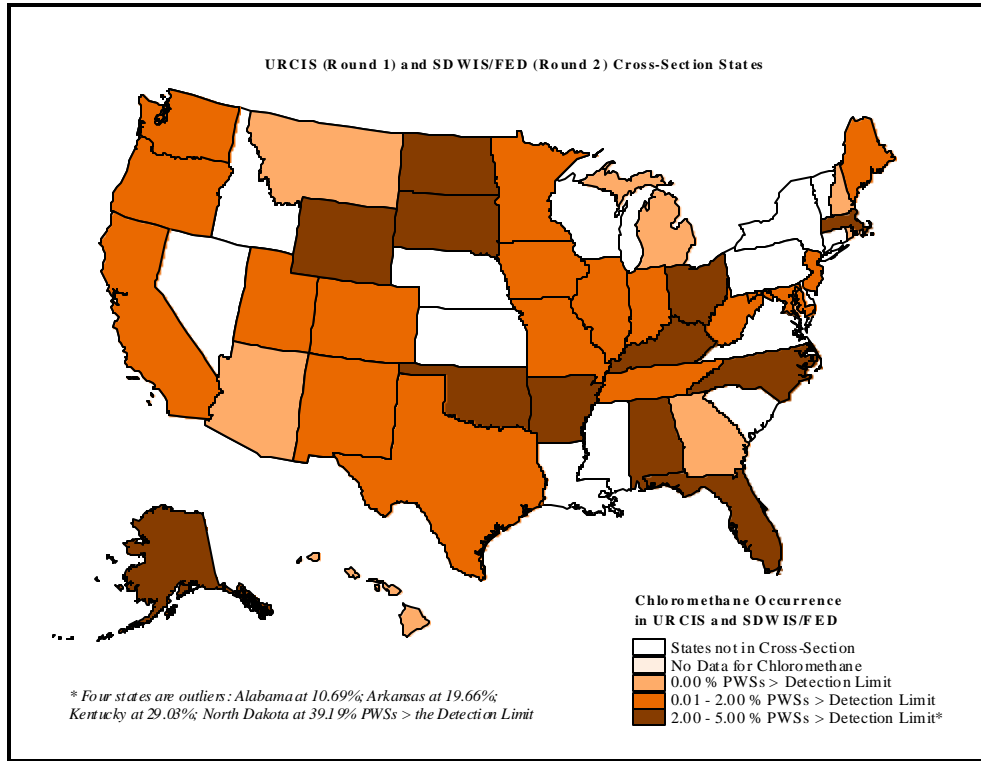 URCIS (Round 1) and SDWIS/FED (Round 2) Cross-Section States
Chloromethane Occurrence
in URCIS and SDWIS/FED
States not in Cross-Section
No Data for Chloromethane
0.00 % PWSs > Detection Limit
0.01 - 2.00 % PWSs > Detection Limit
2.00 - 5.00 % PWSs > Detection Limit*
* Four states are outliers: Alabama at 10.69%; Arkansas at 19.66%;
Kentucky at 29.03%; North Dakota at 39.19% PWSs > the Detection Limit